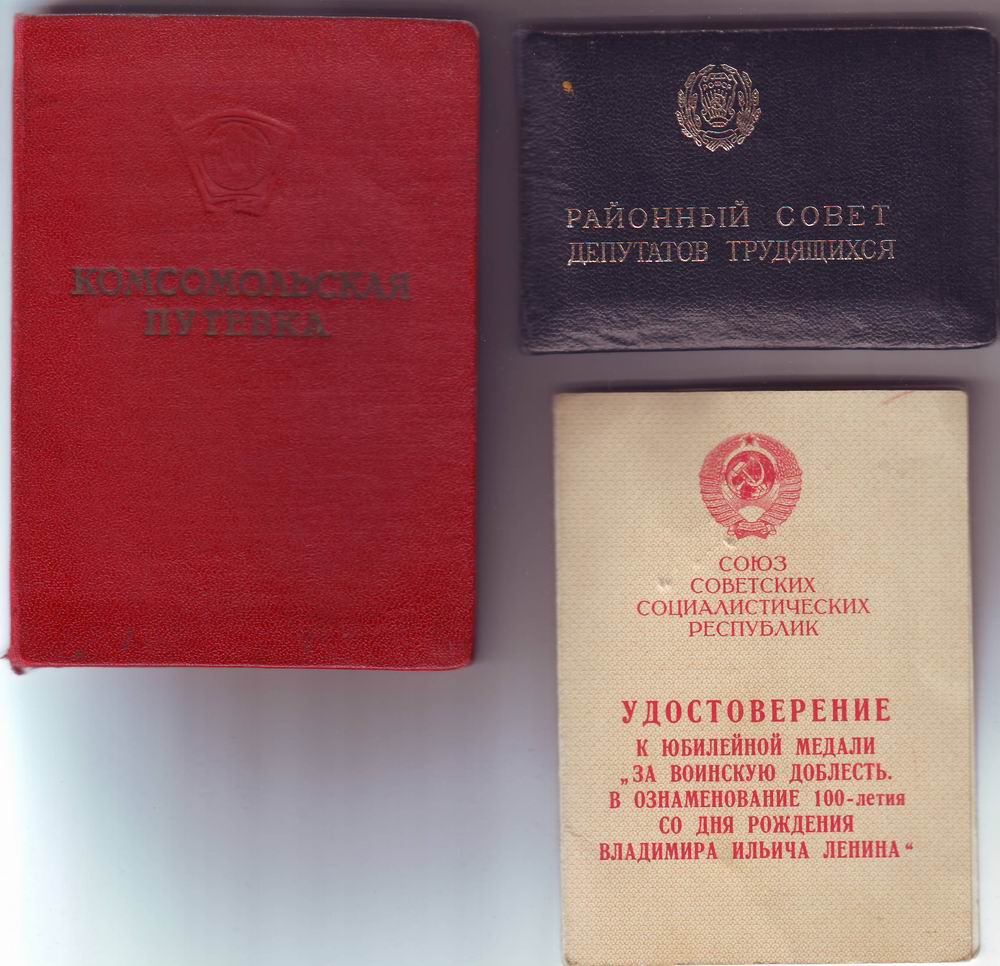 КОМСОМОЛЬСКАЯ
ПУТЕВКА
РАЙОННЫЙ СОВЕТ
ДЕПУТАТОВ ТРУДЯЩИХСЯ
СОЮЗ
СОВЕТСКИХ
СОЦИАЛИСТИЧЕСКИХ
РЕСПУБЛИК
УДОСТОВЕРЕНИЕ
К ЮБИЛЕЙНОЙ МЕДАЛИ
„ЗА ВОИНСКУЮ ДОБЛЕСТЬ.
В ОЗНАМЕНОВАНИЕ 100-летия
СО ДНЯ РОЖДЕНИЯ
ВЛАДИМИРА ИЛЬИЧА ЛЕНИНА“